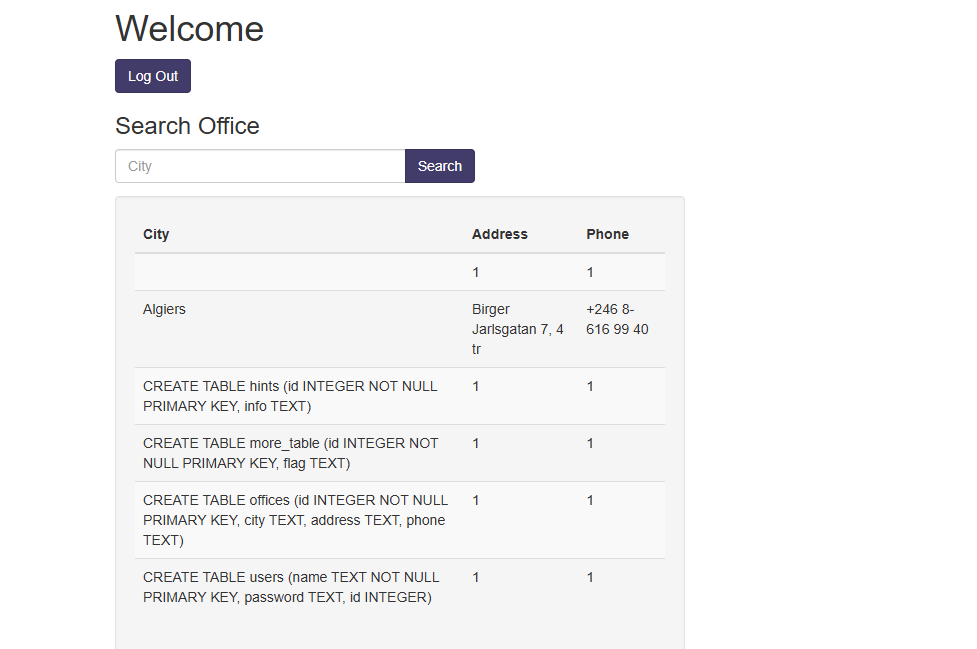 Welcome
Log Out
Search Office
City
Search
City Address Phone
1 1
Algiers Birger +246 8-
Jarlsgatan 7, 4 616 99 40
tr
CREATE TABLE hints (id INTEGER NOT NULL 1 1
PRIMARY KEY, info TEXT)
CREATE TABLE more_table (id INTEGER NOT 1 1
NULL PRIMARY KEY, flag TEXT)
CREATE TABLE offices (id INTEGER NOT NULL 1 1
PRIMARY KEY, city TEXT, address TEXT, phone
TEXT)
CREATE TABLE users (name TEXT NOT NULL 1 1
PRIMARY KEY, password TEXT, id INTEGER)